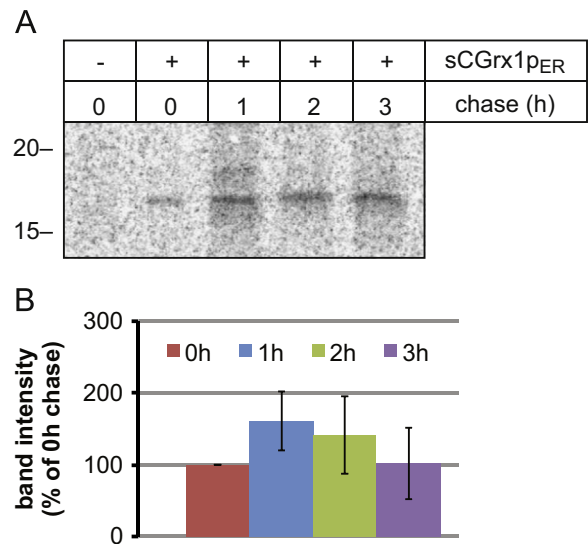 A
- + + + + sCGrx1pER
0 0 1 2 3 chase (h)
20–
15–
B
band intensity
(% of 0h chase)
300
0h 1h 2h 3h
200
100
0